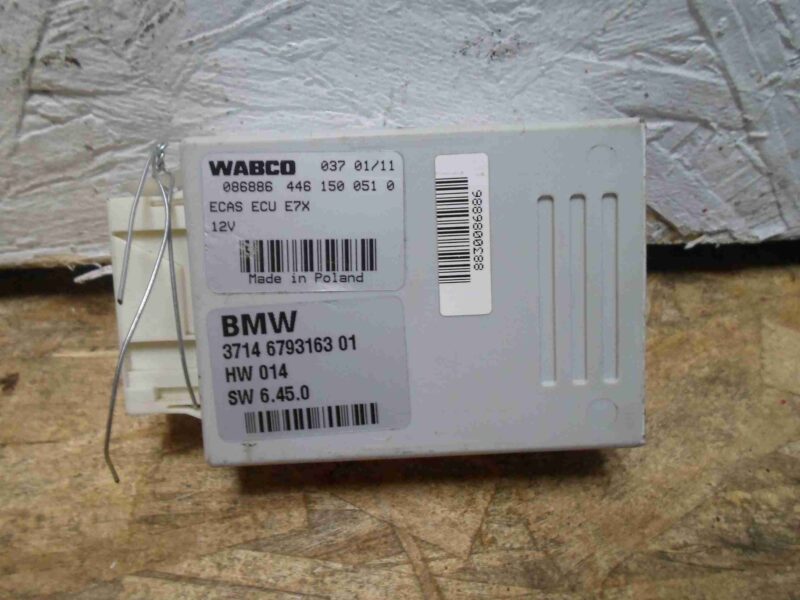 WABCO 037 01/11
086886 446 150 051 0
ECAS ECU E7X
12V
Made in Poland
8830086886
BMW
3714 6793163 01
HW 014
SW 6.45.0